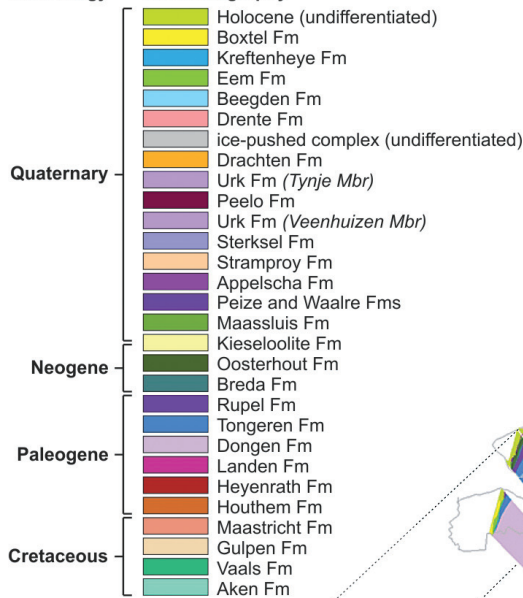 Holocene (undifferentiated)
Boxtel Fm
Kreftenheye Fm
Eem Fm
Beegden Fm
Drente Fm
ice-pushed complex (undifferentiated)
Drachten Fm
Quaternary
Urk Fm (Tynje Mbr)
Peelo Fm
Urk Fm (Veenhuizen Mbr)
Sterksel Fm
Stramproy Fm
Appelscha Fm
Peize and Waalre Fms
Maassluis Fm
Kieseloolite Fm
Neogene
Oosterhout Fm
Breda Fm
Rupel Fm
Tongeren Fm
Paleogene
Dongen Fm
Landen Fm
Heyenrath Fm
Houthem Fm
Maastricht Fm
Cretaceous
Gulpen Fm
Vaals Fm
Aken Fm